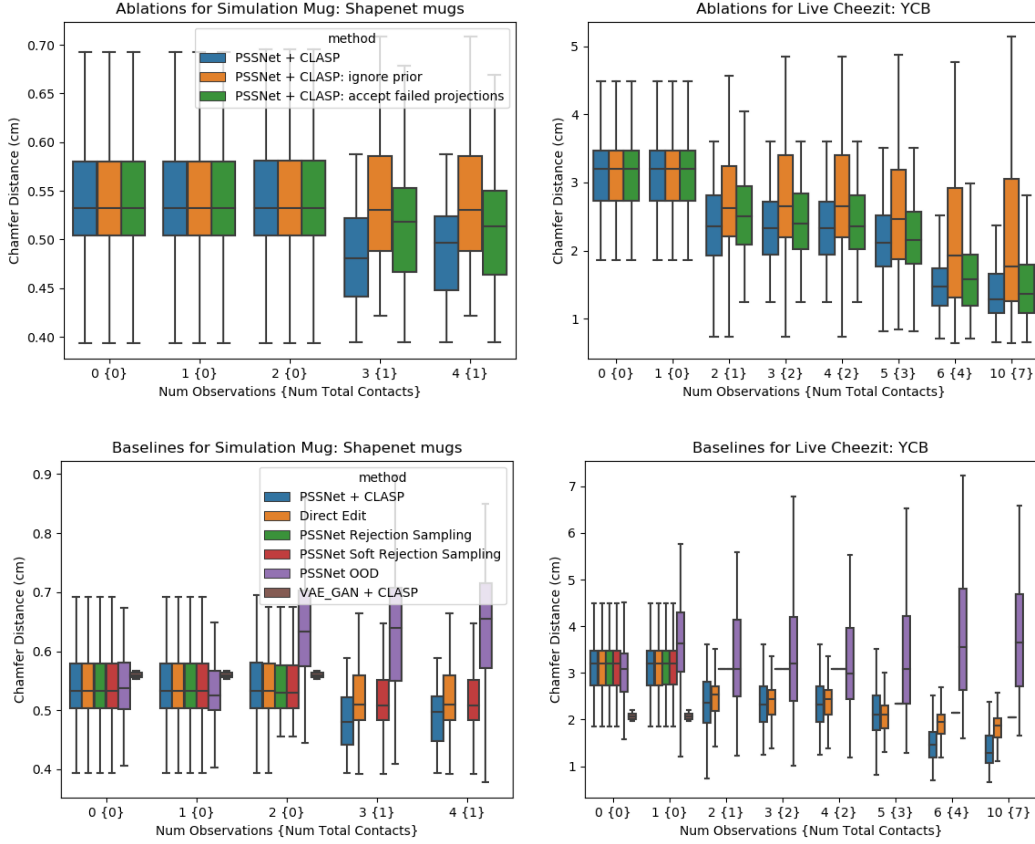 Ablations for Simulation Mug: Shapenet mugs
method
PSSNet + CLASP
PSSNet + CLASP: ignore prior
PSSNet + CLASP: accept failed projections
Chamfer Distance (cm)
0.70
0.65
0.60
0.55
0.50
0.45
0.40
0 {0} 1 {0} 2 {0} 3 {1} 4 {1}
Num Observations {Num Total Contacts}
Ablations for Live Cheezit: YCB
Chamfer Distance (cm)
5
4
3
2
1
0 {0} 1 {0} 2 {1} 3 {2} 4 {2} 5 {3} 6 {4} 10 {7}
Num Observations {Num Total Contacts}
Baselines for Simulation Mug: Shapenet mugs
method
PSSNet + CLASP
Direct Edit
PSSNet Rejection Sampling
PSSNet Soft Rejection Sampling
PSSNet OOD
VAE_GAN + CLASP
Chamfer Distance (cm)
0.9
0.8
0.7
0.6
0.5
0.4
0 {0} 1 {0} 2 {0} 3 {1} 4 {1}
Num Observations {Num Total Contacts}
Baselines for Live Cheezit: YCB
Chamfer Distance (cm)
7
6
5
4
3
2
1
0 {0} 1 {0} 2 {1} 3 {2} 4 {2} 5 {3} 6 {4} 10 {7}
Num Observations {Num Total Contacts}